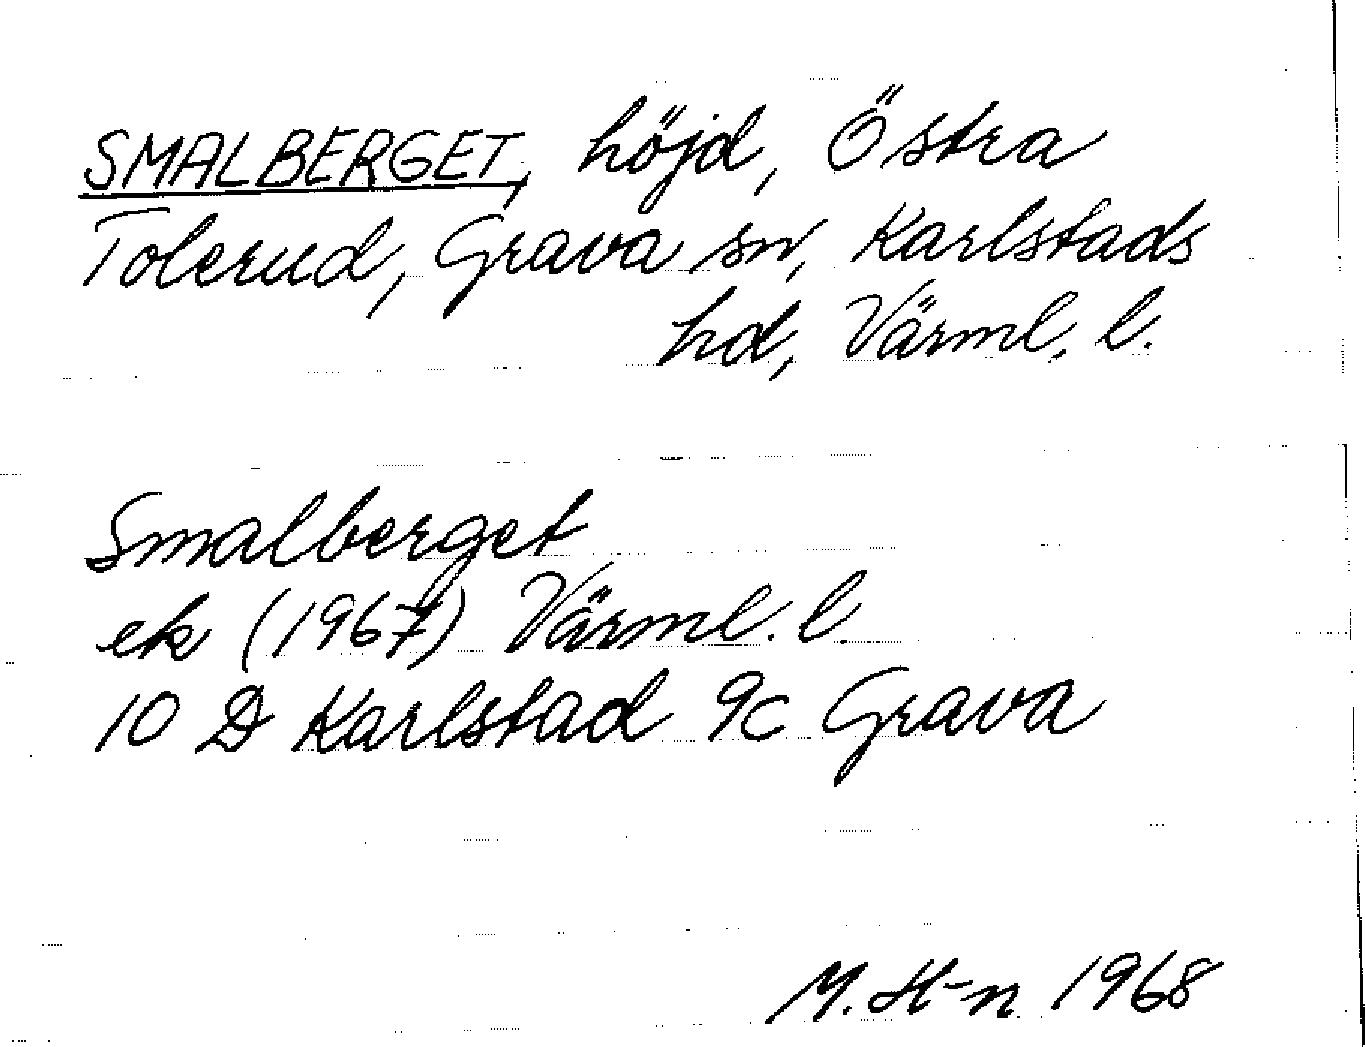 SMALBERGET, höjd, Östra
Tolerud, Grava sn, Karlstads
hd, Värml. l.
Smalberget
ek (1967) Värml. l
10 D Karlstad 9c Grava
M. H-n 1968